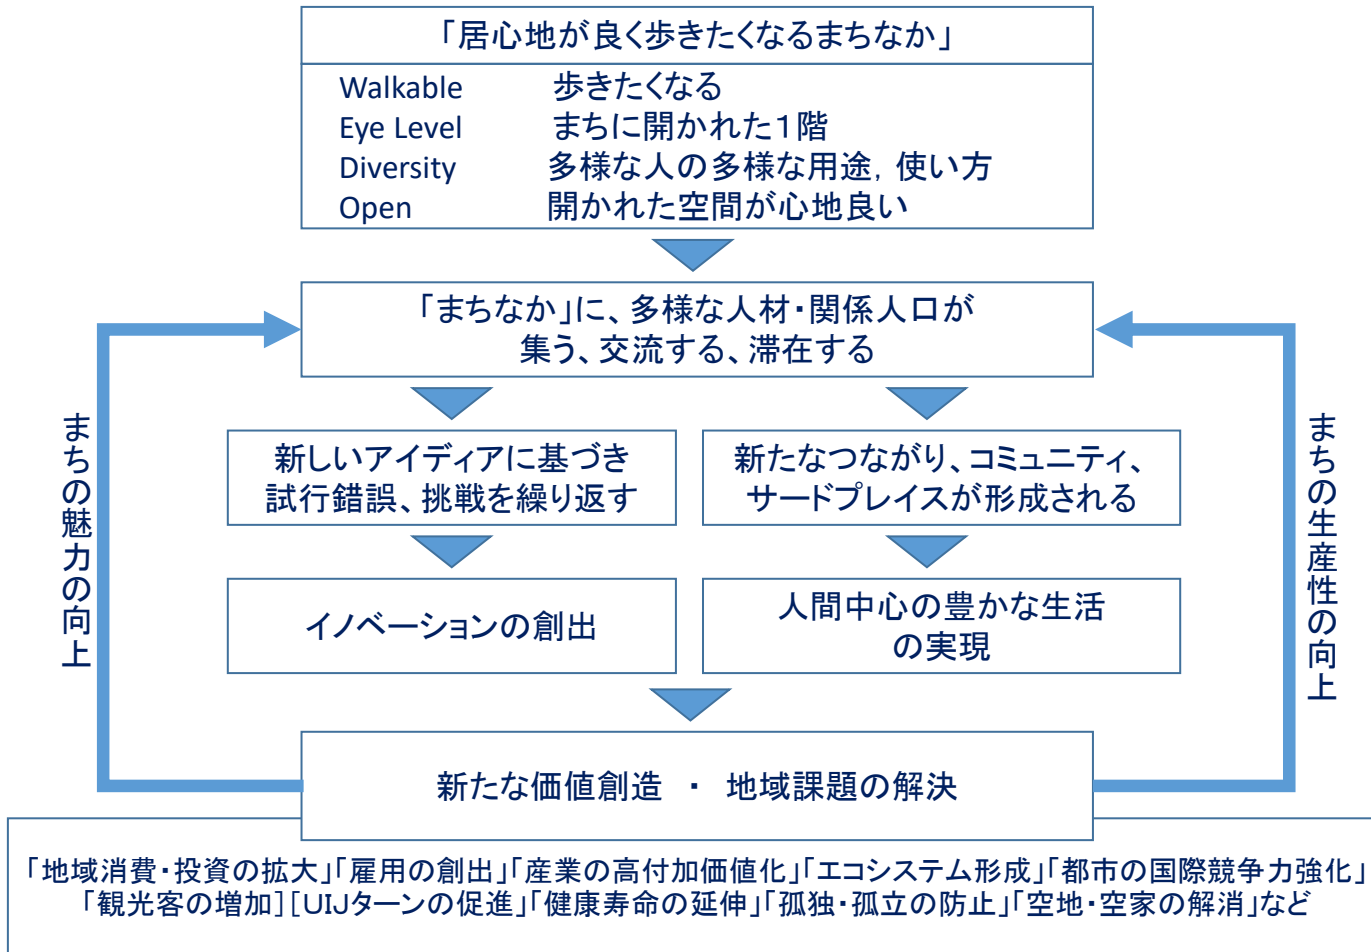 「居心地が良く歩きたくなるまちなか」
Walkable 歩きたくなる
Eye Level まちに開かれた1階
Diversity 多様な人の多様な用途，使い方
Open 開かれた空間が心地良い
「まちなか」に、多様な人材・関係人口が
集う、交流する、滞在する
まちの魅力の向上
新しいアイディアに基づき
試行錯誤、挑戦を繰り返す
新たなつながり、コミュニティ、
サードプレイスが形成される
まちの生産性の向上
イノベーションの創出
人間中心の豊かな生活
の実現
新たな価値創造 ・ 地域課題の解決
「地域消費・投資の拡大」「雇用の創出」「産業の高付加価値化」「エコシステム形成」「都市の国際競争力強化」
「観光客の増加］［UIJターンの促進」「健康寿命の延伸」「孤独・孤立の防止」「空地・空家の解消」など